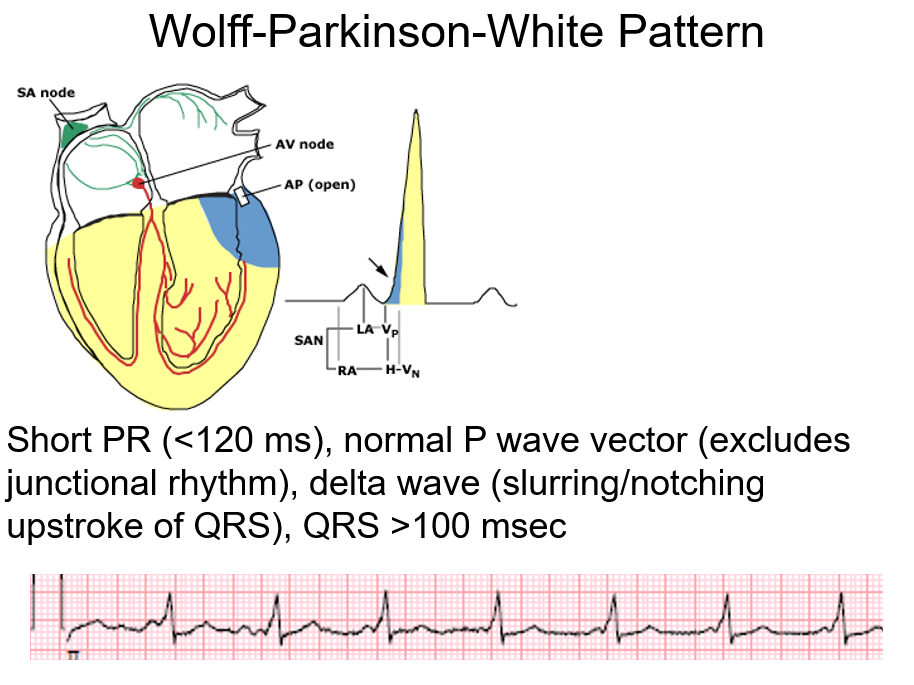 Wolff-Parkinson-White Pattern
SA node
AV node
AP (open)
LA VP
SAN
RA H-VN
Short PR (<120 ms), normal P wave vector (excludes
junctional rhythm), delta wave (slurring/notching
upstroke of QRS), QRS >100 msec
II